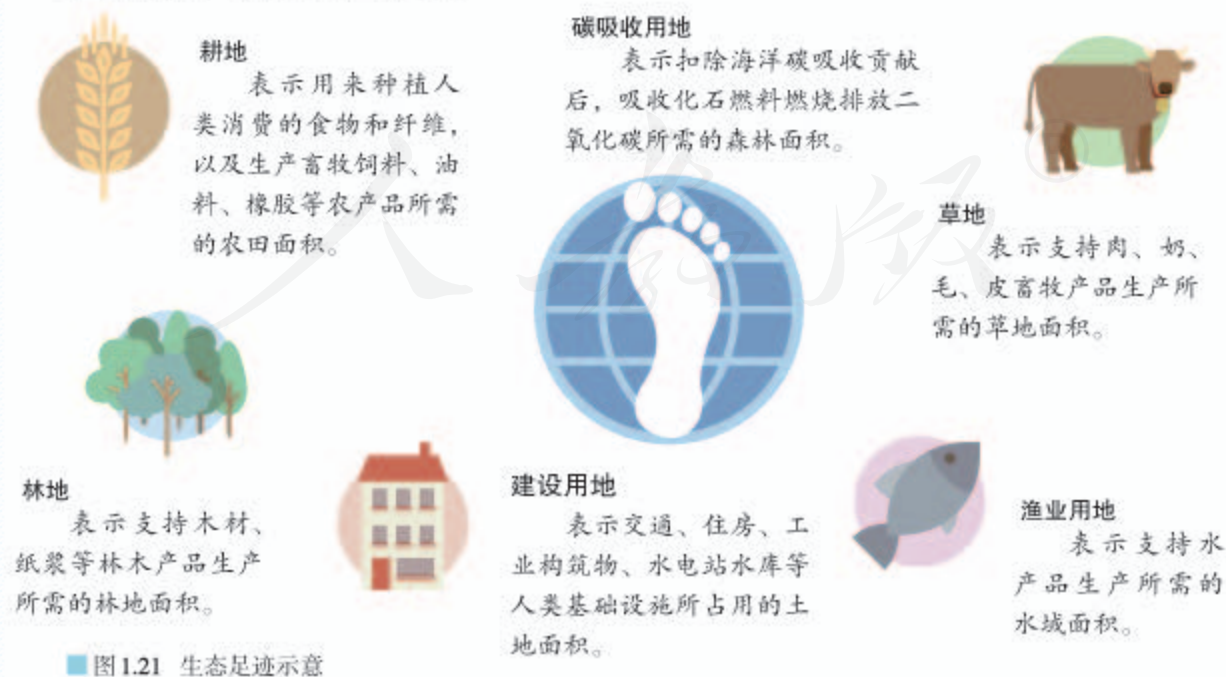 耕地
表示用来种植人
类消费的食物和纤维，
以及生产畜牧饲料、油
料、橡胶等农产品所需
的农田面积。
碳吸收用地
表示扣除海洋碳吸收贡献
后，吸收化石燃料燃烧排放二
氧化碳所需的森林面积。
草地
表示支持肉、奶、
毛、皮畜牧产品生产所
需的草地面积。
林地
表示支持木材、
纸浆等林木产品生产
所需的林地面积。
建设用地
表示交通、住房、工
业构筑物、水电站水库等
人类基础设施所占用的土
地面积。
渔业用地
表示支持水
产品生产所需的
水域面积。
图1.21 生态足迹示意
人教版